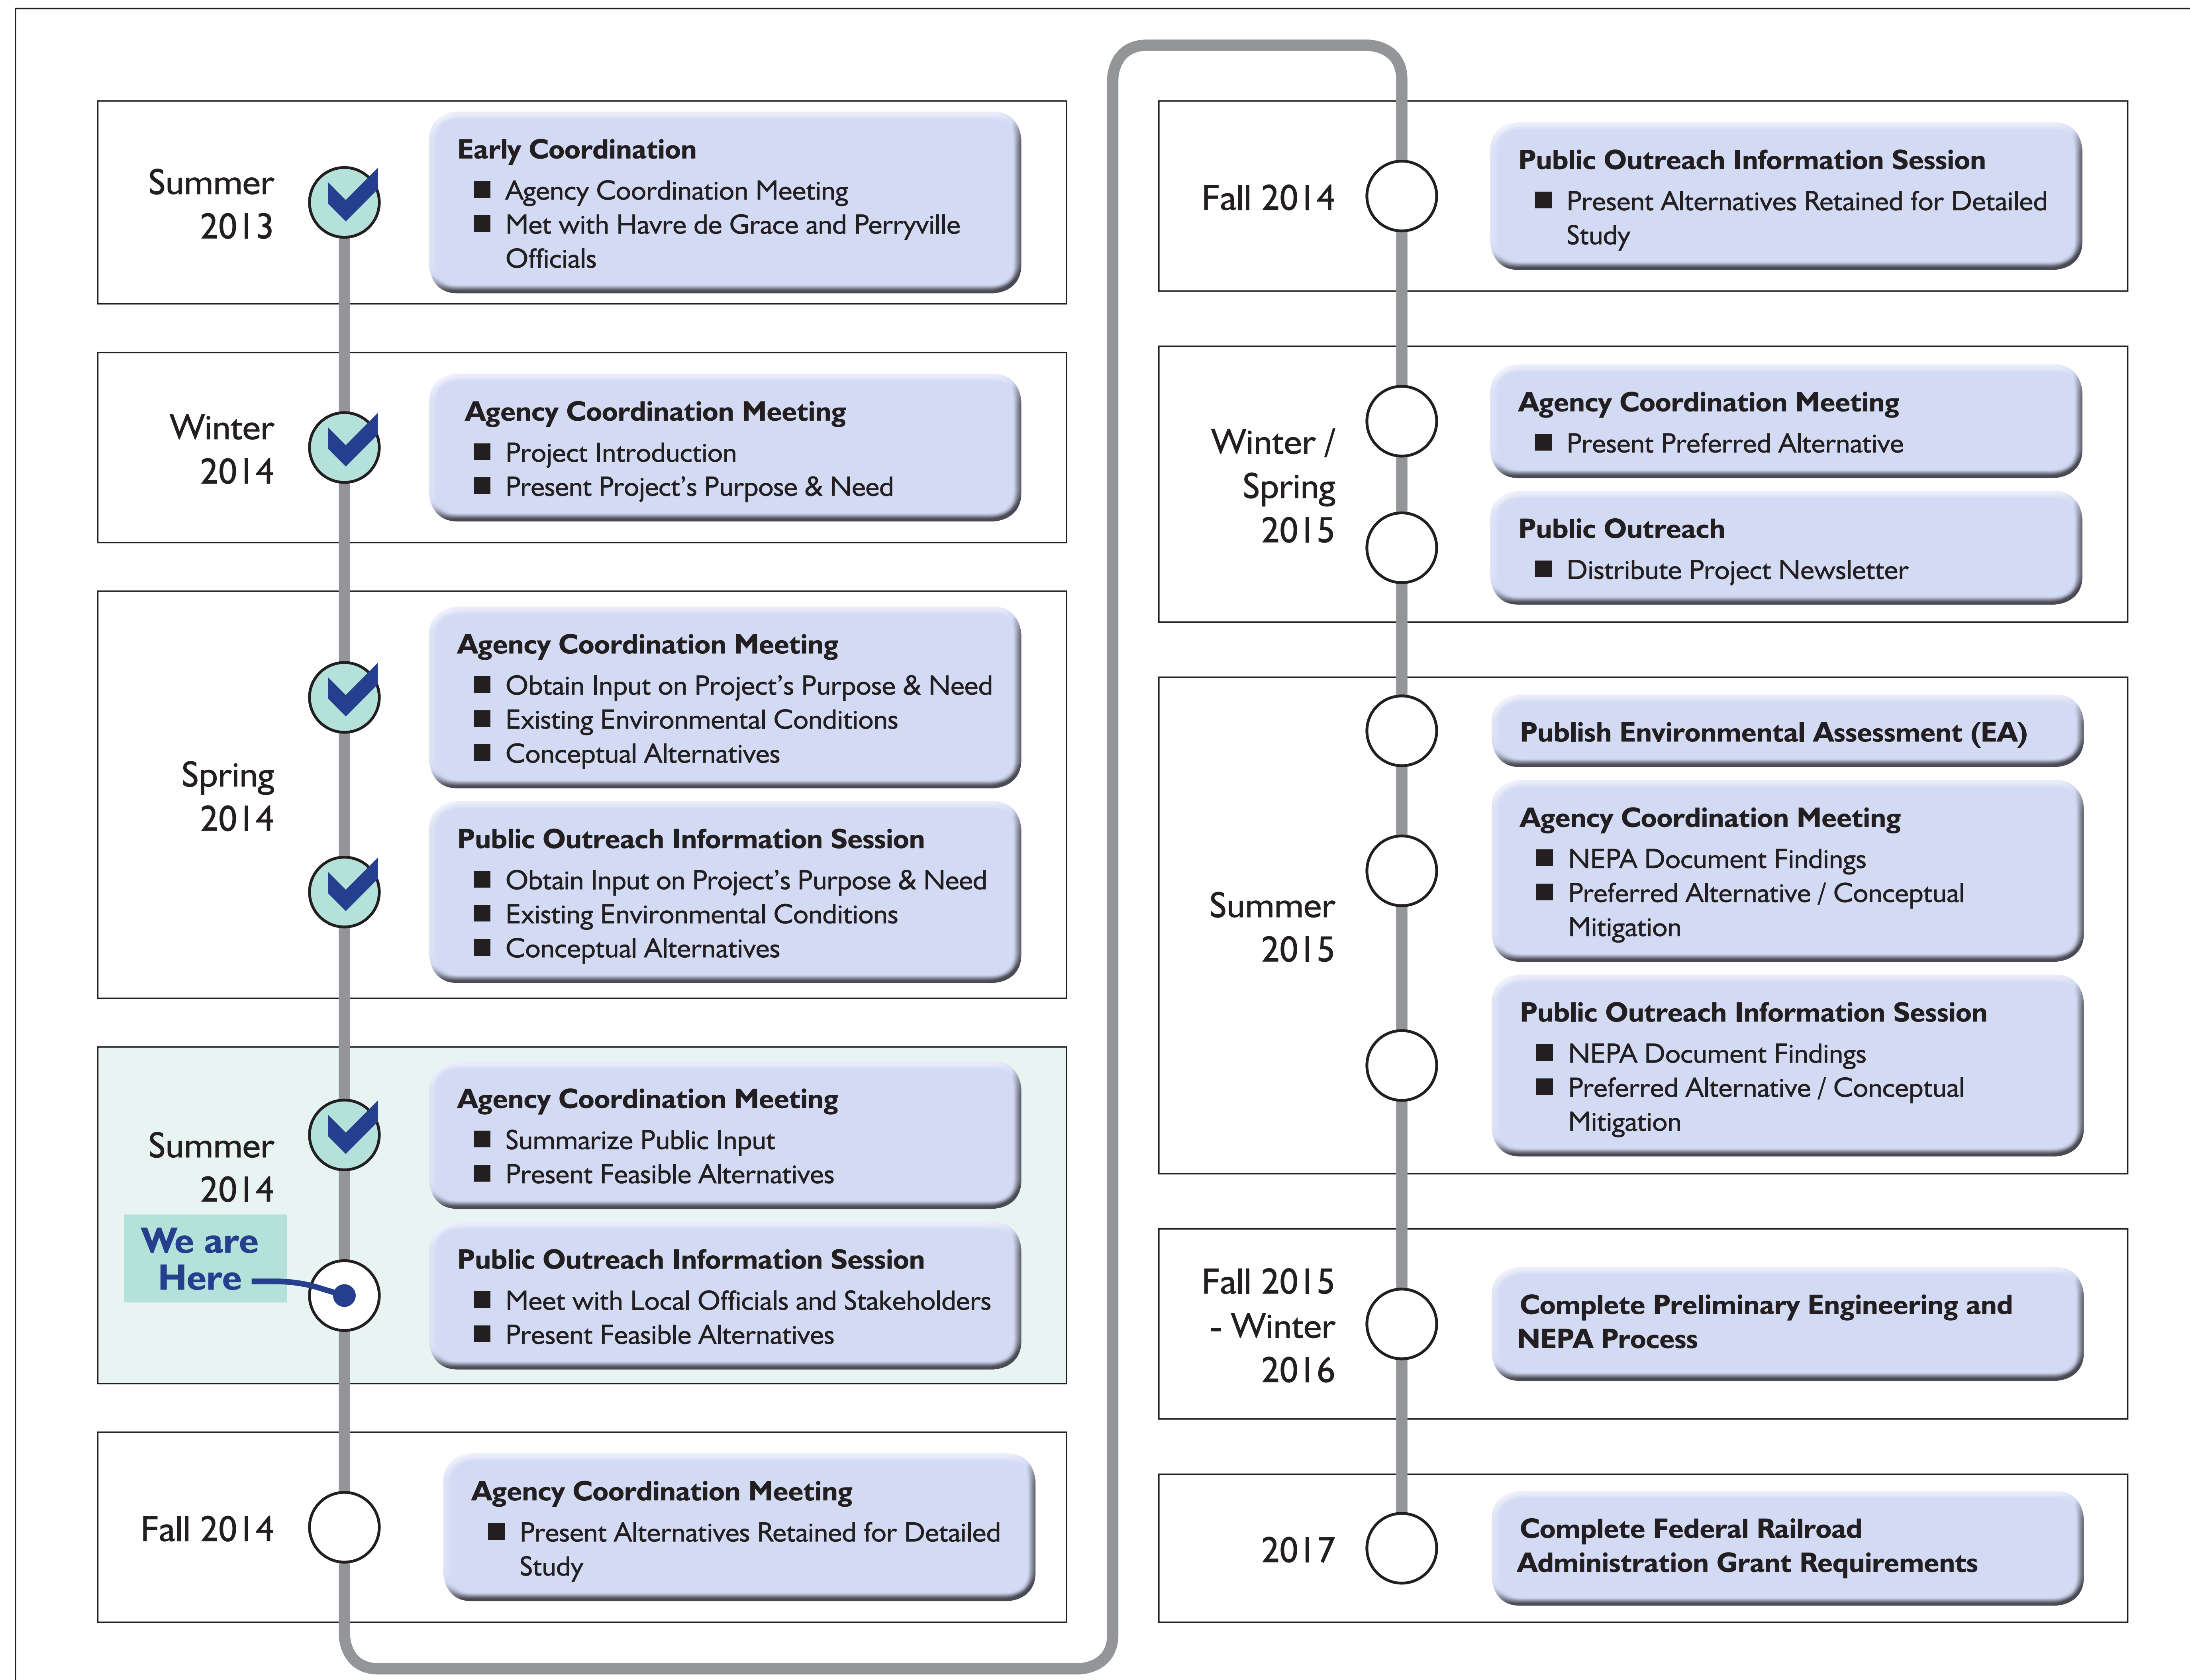 Summer
2013
Early Coordination
■ Agency Coordination Meeting
■ Met with Havre de Grace and Perryville
Officials
Winter
2014
Agency Coordination Meeting
■ Project Introduction
■ Present Project's Purpose & Need
Spring
2014
Agency Coordination Meeting
■ Obtain Input on Project's Purpose & Need
■ Existing Environmental Conditions
■ Conceptual Alternatives
Public Outreach Information Session
■ Obtain Input on Project's Purpose & Need
■ Existing Environmental Conditions
■ Conceptual Alternatives
Summer
2014
We are
Here
Agency Coordination Meeting
■ Summarize Public Input
■ Present Feasible Alternatives
Public Outreach Information Session
■ Meet with Local Officials and Stakeholders
■ Present Feasible Alternatives
Fall 2014
Agency Coordination Meeting
■ Present Alternatives Retained for Detailed
Study
Fall 2014
Public Outreach Information Session
■ Present Alternatives Retained for Detailed
Study
Winter /
Spring
2015
Agency Coordination Meeting
■ Present Preferred Alternative
Public Outreach
■ Distribute Project Newsletter
Summer
2015
Publish Environmental Assessment (EA)
Agency Coordination Meeting
■ NEPA Document Findings
■ Preferred Alternative / Conceptual
Mitigation
Public Outreach Information Session
■ NEPA Document Findings
■ Preferred Alternative / Conceptual
Mitigation
Fall 2015
- Winter
2016
Complete Preliminary Engineering and
NEPA Process
2017
Complete Federal Railroad
Administration Grant Requirements